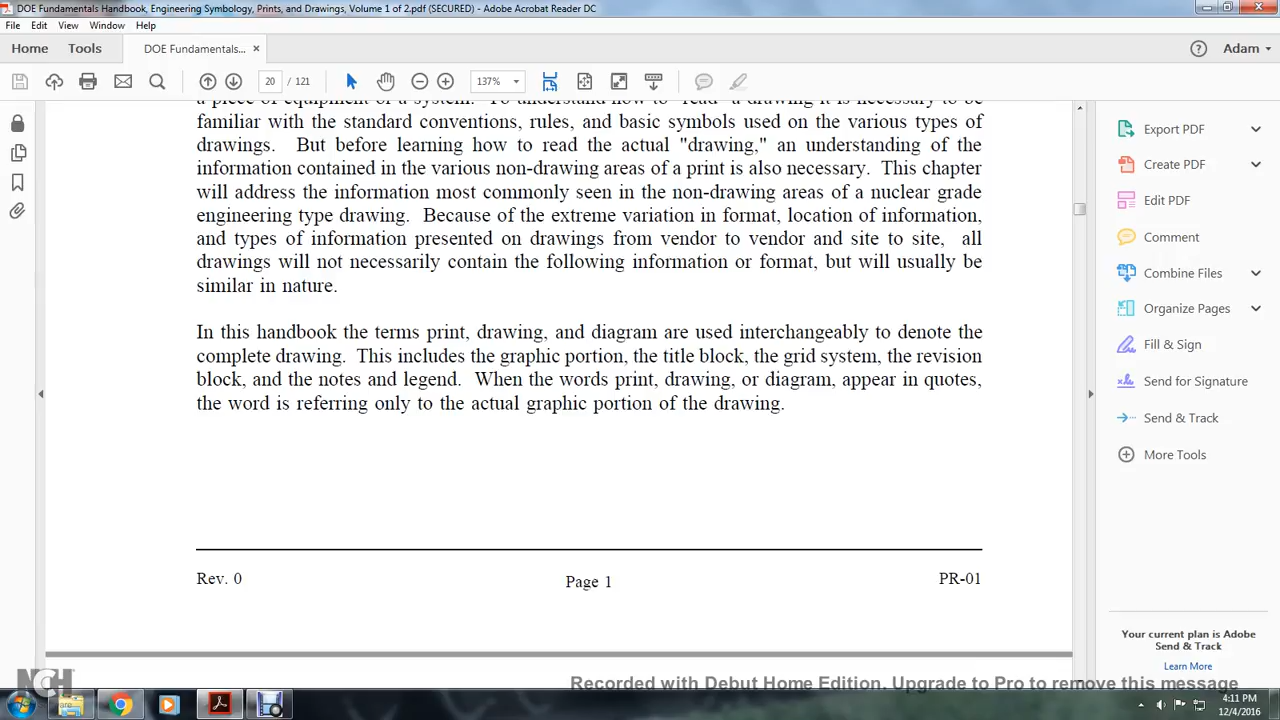 DOE Fundamentals Handbook, Engineering Symbology, Prints, and Drawings, Volume 1 of 2.pdf (SECURED) - Adobe Acrobat Reader DC
File Edit View Window Help
Home Tools DOE Fundamentals... × Adam
20 / 121 137%
a piece of equipment or a system. To understand how to "read" a drawing it is necessary to be
familiar with the standard conventions, rules, and basic symbols used on the various types of
drawings. But before learning how to read the actual "drawing," an understanding of the
information contained in the various non-drawing areas of a print is also necessary. This chapter
will address the information most commonly seen in the non-drawing areas of a nuclear grade
engineering type drawing. Because of the extreme variation in format, location of information,
and types of information presented on drawings from vendor to vendor and site to site, all
drawings will not necessarily contain the following information or format, but will usually be
similar in nature.
In this handbook the terms print, drawing, and diagram are used interchangeably to denote the
complete drawing. This includes the graphic portion, the title block, the grid system, the revision
block, and the notes and legend. When the words print, drawing, or diagram, appear in quotes,
the word is referring only to the actual graphic portion of the drawing.
Rev. 0 Page 1 PR-01
Export PDF
Create PDF
Edit PDF
Comment
Combine Files
Organize Pages
Fill & Sign
Send for Signature
Send & Track
More Tools
Your current plan is Adobe
Send & Track
Learn More
NCH
Recorded with Debut Home Edition. Upgrade to Pro to remove this message
4:11 PM
12/4/2016